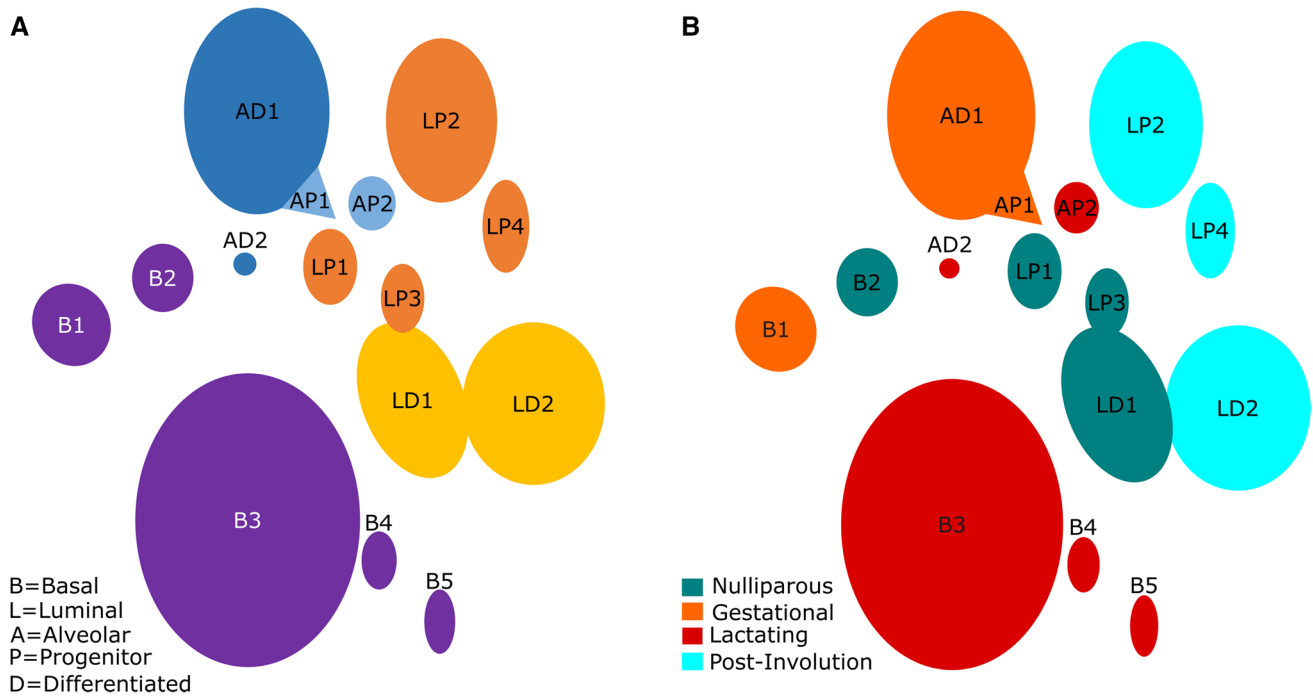 A
AD1
LP2
AP1
AP2
LP4
AD2
LP1
B2
LP3
B1
LD1
LD2
B3
B4
B5
B=Basal
L=Luminal
A=Alveolar
P=Progenitor
D=Differentiated
B
AD1
LP2
AP1
AP2
LP4
AD2
LP1
B2
LP3
B1
LD1
LD2
B3
B4
B5
Nulliparous
Gestational
Lactating
Post-Involution